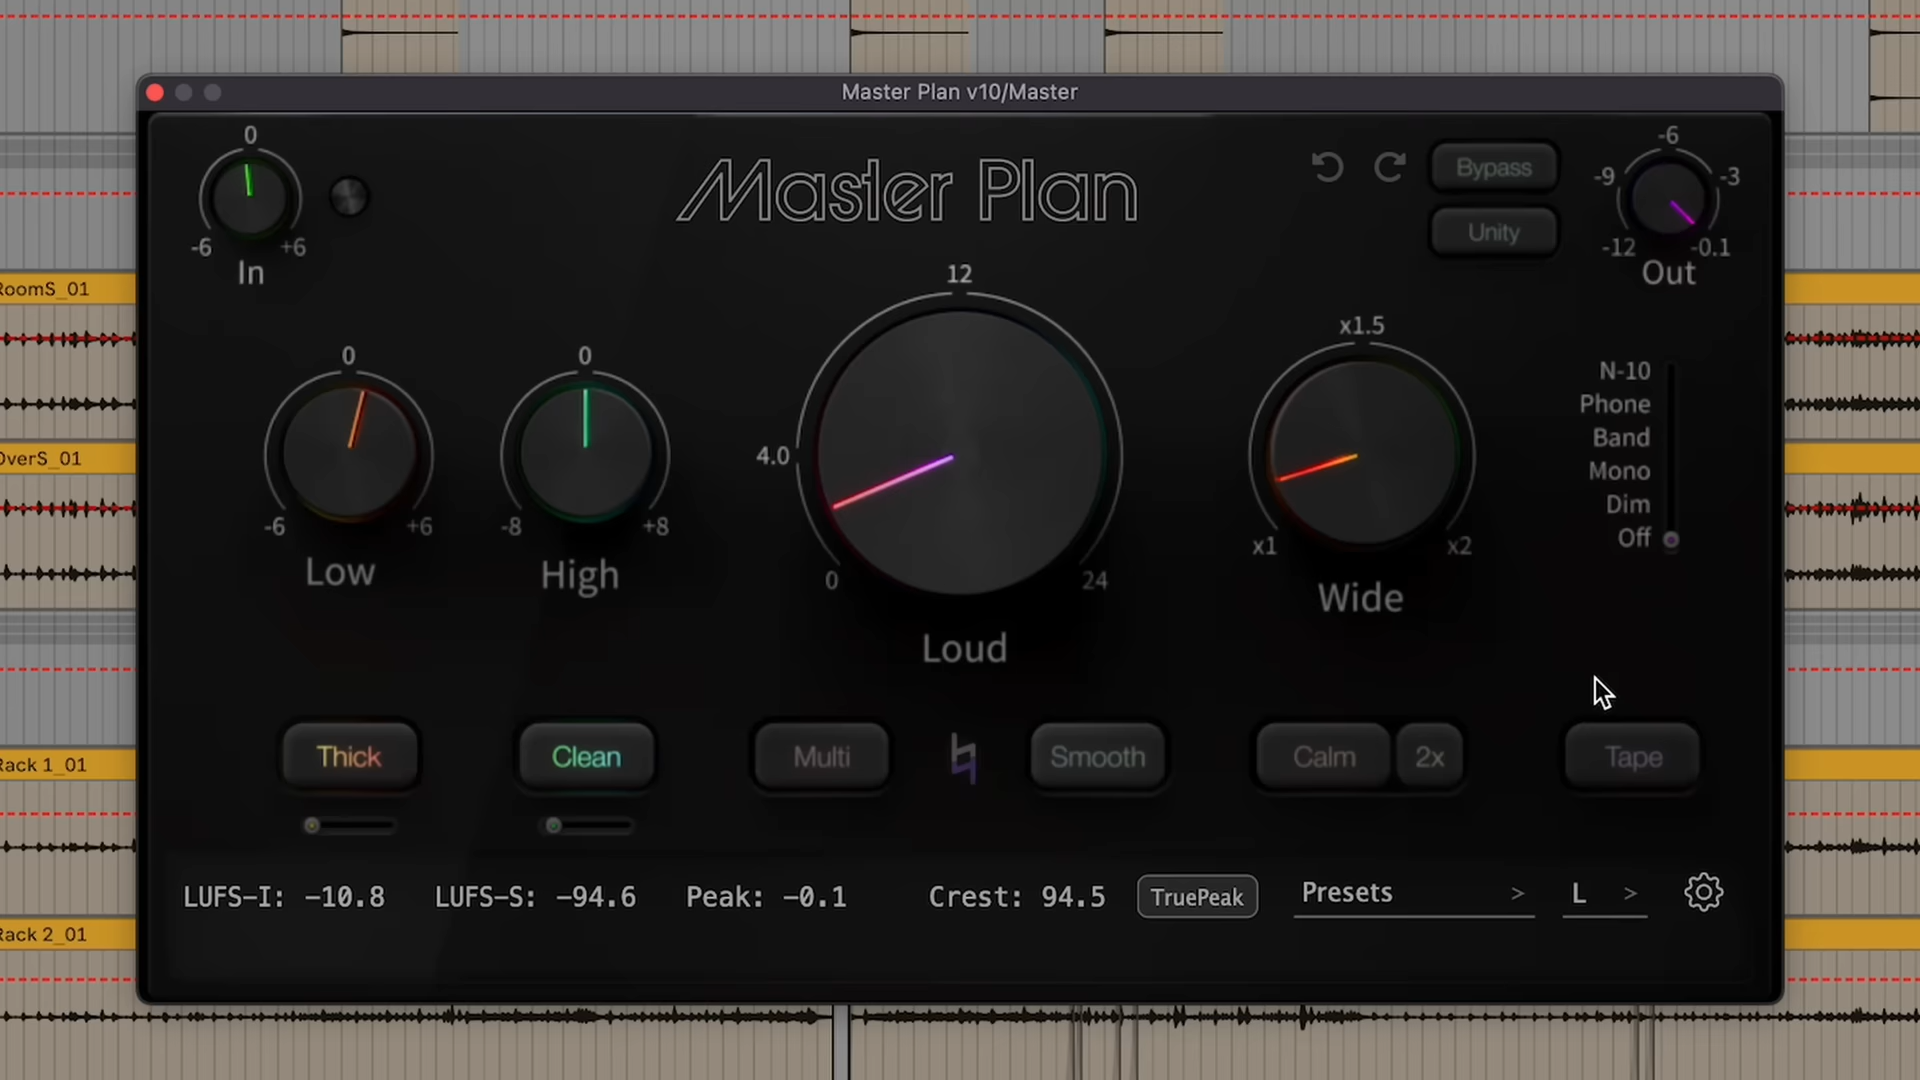 Master Plan v10/Master
0
-6
+6
In
Master Plan
Bypass
Unity
-6
-9
-3
-12
-0.1
Out
RoomS_01
OverS_01
Rack 1_01
Rack 2_01
0
-6
+6
Low
0
-8
+8
High
12
4.0
0
24
Loud
x1.5
x1
x2
Wide
N-10
Phone
Band
Mono
Dim
Off
Thick
Clean
Multi
Smooth
Calm
2x
Tape
LUFS-I: -10.8
LUFS-S: -94.6
Peak: -0.1
Crest: 94.5
TruePeak
Presets >
L >